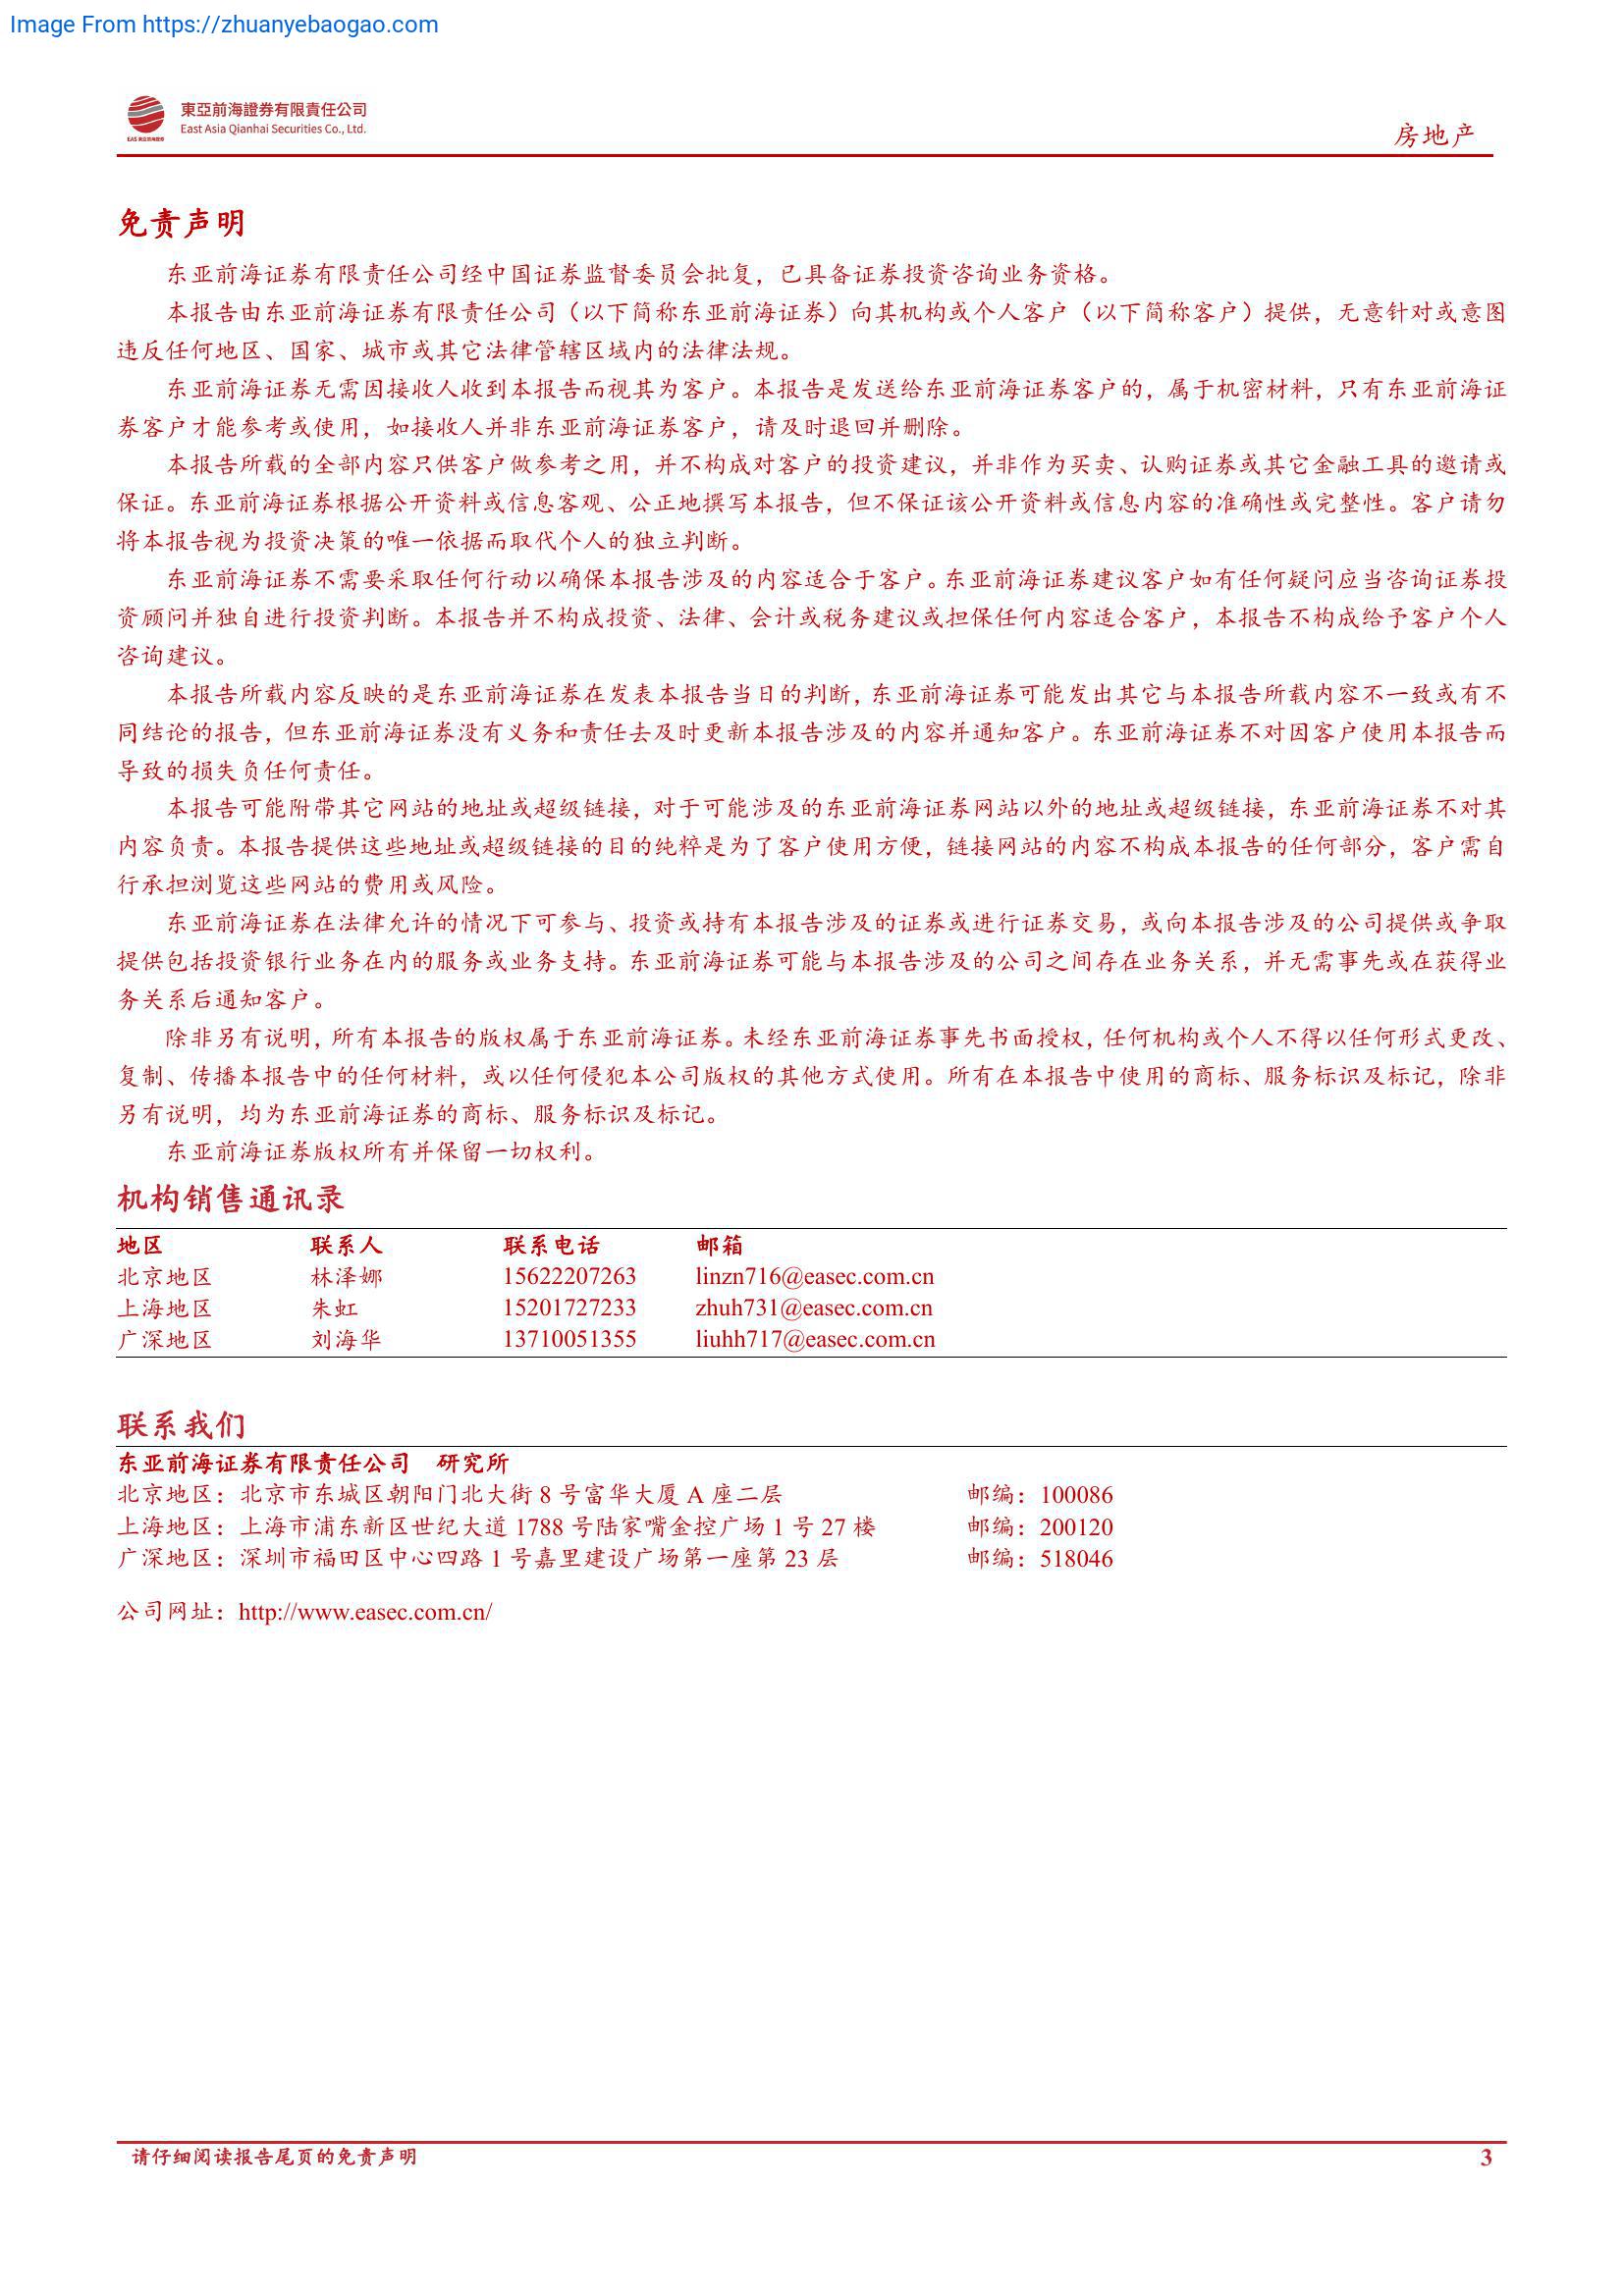 Image From https://zhuanyebaogao.com
東亞前海證券有限責任公司
East Asia Qianhai Securities Co., Ltd.
EAS 東亞前海證券
房地产
免责声明
东亚前海证券有限责任公司经中国证券监督委员会批复，已具备证券投资咨询业务资格。
本报告由东亚前海证券有限责任公司（以下简称东亚前海证券）向其机构或个人客户（以下简称客户）提供，无意针对或意图
违反任何地区、国家、城市或其它法律管辖区域内的法律法规。
东亚前海证券无需因接收人收到本报告而视其为客户。本报告是发送给东亚前海证券客户的，属于机密材料，只有东亚前海证
券客户才能参考或使用，如接收人并非东亚前海证券客户，请及时退回并删除。
本报告所载的全部内容只供客户做参考之用，并不构成对客户的投资建议，并非作为买卖、认购证券或其它金融工具的邀请或
保证。东亚前海证券根据公开资料或信息客观、公正地撰写本报告，但不保证该公开资料或信息内容的准确性或完整性。客户请勿
将本报告视为投资决策的唯一依据而取代个人的独立判断。
东亚前海证券不需要采取任何行动以确保本报告涉及的内容适合于客户。东亚前海证券建议客户如有任何疑问应当咨询证券投
资顾问并独自进行投资判断。本报告并不构成投资、法律、会计或税务建议或担保任何内容适合客户，本报告不构成给予客户个人
咨询建议。
本报告所载内容反映的是东亚前海证券在发表本报告当日的判断，东亚前海证券可能发出其它与本报告所载内容不一致或有不
同结论的报告，但东亚前海证券没有义务和责任去及时更新本报告涉及的内容并通知客户。东亚前海证券不对因客户使用本报告而
导致的损失负任何责任。
本报告可能附带其它网站的地址或超级链接，对于可能涉及的东亚前海证券网站以外的地址或超级链接，东亚前海证券不对其
内容负责。本报告提供这些地址或超级链接的目的纯粹是为了客户使用方便，链接网站的内容不构成本报告的任何部分，客户需自
行承担浏览这些网站的费用或风险。
东亚前海证券在法律允许的情况下可参与、投资或持有本报告涉及的证券或进行证券交易，或向本报告涉及的公司提供或争取
提供包括投资银行业务在内的服务或业务支持。东亚前海证券可能与本报告涉及的公司之间存在业务关系，并无需事先或在获得业
务关系后通知客户。
除非另有说明，所有本报告的版权属于东亚前海证券。未经东亚前海证券事先书面授权，任何机构或个人不得以任何形式更改、
复制、传播本报告中的任何材料，或以任何侵犯本公司版权的其他方式使用。所有在本报告中使用的商标、服务标识及标记，除非
另有说明，均为东亚前海证券的商标、服务标识及标记。
东亚前海证券版权所有并保留一切权利。
机构销售通讯录
地区 联系人 联系电话 邮箱
北京地区 林泽娜 15622207263 linzn716@easec.com.cn
上海地区 朱虹 15201727233 zhuh731@easec.com.cn
广深地区 刘海华 13710051355 liuhh717@easec.com.cn
联系我们
东亚前海证券有限责任公司 研究所
北京地区：北京市东城区朝阳门北大街 8 号富华大厦 A 座二层 邮编：100086
上海地区：上海市浦东新区世纪大道 1788 号陆家嘴金控广场 1 号 27 楼 邮编：200120
广深地区：深圳市福田区中心四路 1 号嘉里建设广场第一座第 23 层 邮编：518046
公司网址：http://www.easec.com.cn/
请仔细阅读报告尾页的免责声明 3